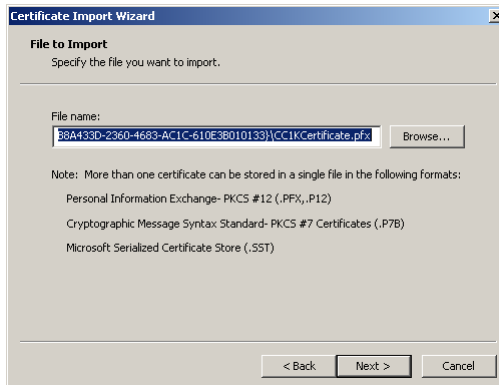 Certificate Import Wizard
File to Import
Specify the file you want to import.
File name:
38A433D-2360-4683-AC1C-610E3B010133}\CC1KCertificate.pfx
Browse...
Note: More than one certificate can be stored in a single file in the following formats:
Personal Information Exchange- PKCS #12 (.PFX,.P12)
Cryptographic Message Syntax Standard- PKCS #7 Certificates (.P7B)
Microsoft Serialized Certificate Store (.SST)
< Back
Next >
Cancel